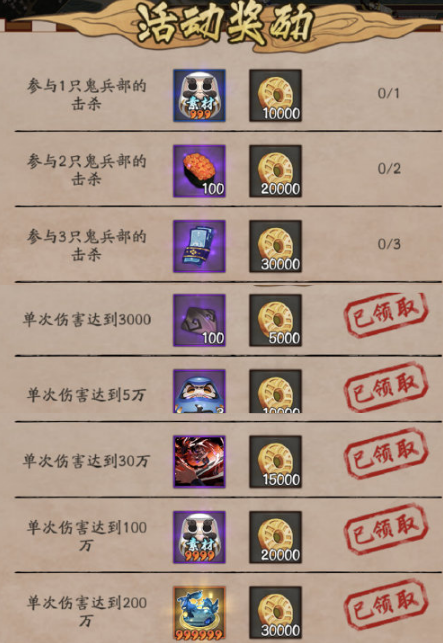 活动奖励
参与1只鬼兵部的
击杀
素材
999
10000
0/1
参与2只鬼兵部的
击杀
100
20000
0/2
参与3只鬼兵部的
击杀
30000
0/3
单次伤害达到3000
100
5000
已领取
单次伤害达到5万
10000
已领取
单次伤害达到30万
15000
已领取
单次伤害达到100
万
素材
9999
20000
已领取
单次伤害达到200
万
999999
30000
已领取